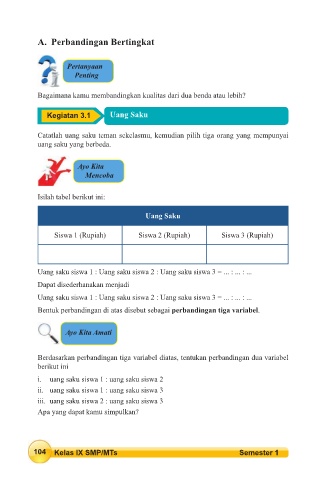 A. Perbandingan Bertingkat
Pertanyaan
Penting
Bagaimana kamu membandingkan kualitas dari dua benda atau lebih?
Kegiatan 3.1 Uang Saku
Catatlah uang saku teman sekelasmu, kemudian pilih tiga orang yang mempunyai
uang saku yang berbeda.
Ayo Kita
Mencoba
Isilah tabel berikut ini:
Uang Saku
Siswa 1 (Rupiah) Siswa 2 (Rupiah) Siswa 3 (Rupiah)
Uang saku siswa 1 : Uang saku siswa 2 : Uang saku siswa 3 = ... : ... : ...
Dapat disederhanakan menjadi
Uang saku siswa 1 : Uang saku siswa 2 : Uang saku siswa 3 = ... : ... : ...
Bentuk perbandingan di atas disebut sebagai perbandingan tiga variabel.
Ayo Kita Amati
Berdasarkan perbandingan tiga variabel diatas, tentukan perbandingan dua variabel
berikut ini
i. uang saku siswa 1 : uang saku siswa 2
ii. uang saku siswa 1 : uang saku siswa 3
iii. uang saku siswa 2 : uang saku siswa 3
Apa yang dapat kamu simpulkan?
104 Kelas IX SMP/MTs Semester 1